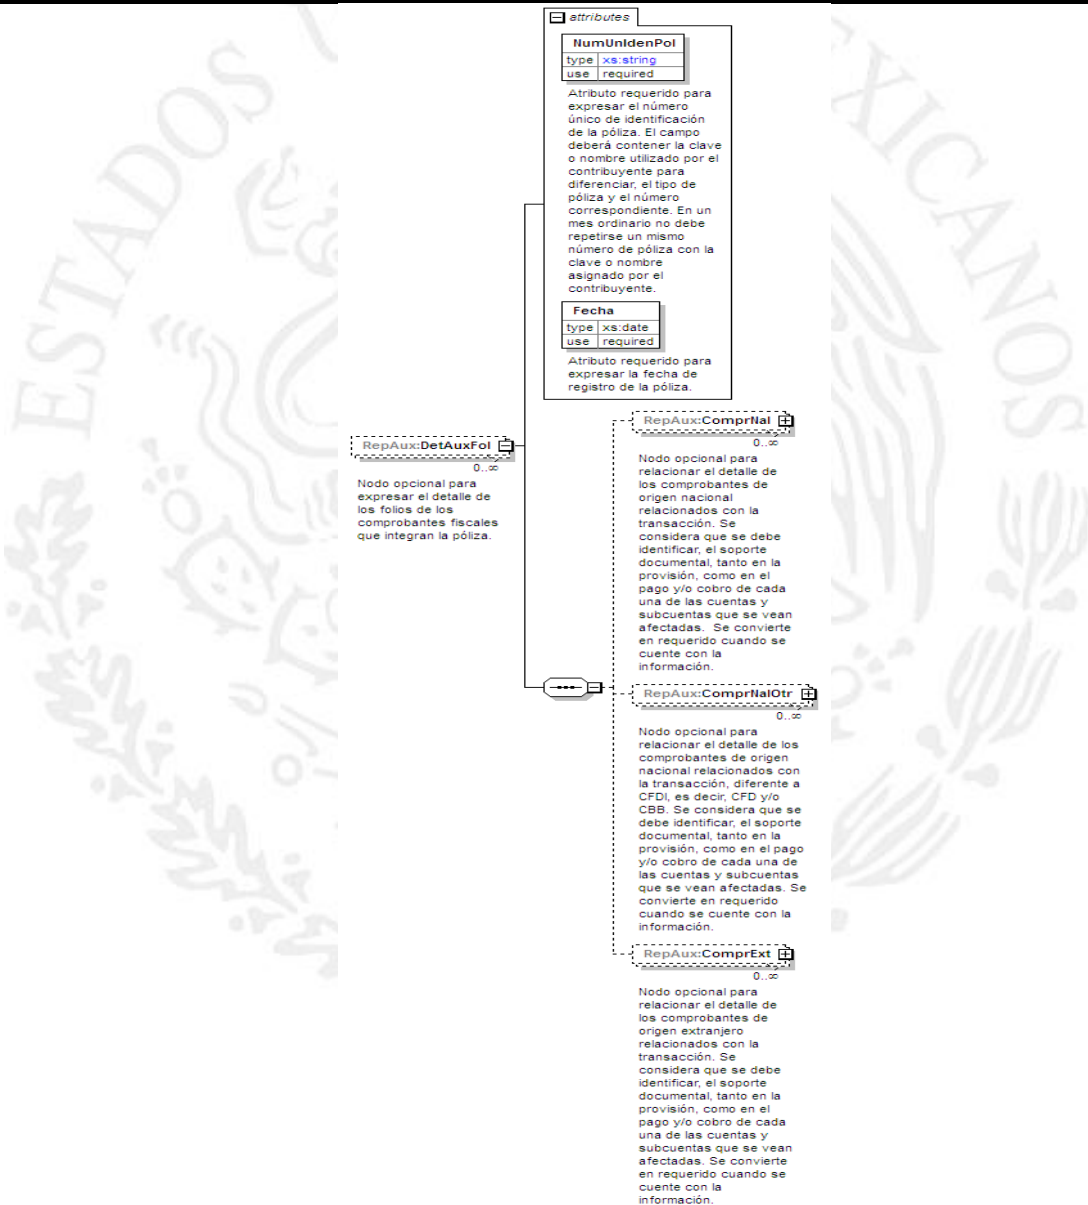 attributes
NumUnIdenPol
type xs:string
use required
Atributo requerido para
expresar el número
único de identificación
de la póliza. El campo
deberá contener la clave
o nombre utilizado por el
contribuyente para
diferenciar, el tipo de
póliza y el número
correspondiente. En un
mes ordinario no debe
repetirse un mismo
número de póliza con la
clave o nombre
asignado por el
contribuyente.
Fecha
type xs:date
use required
Atributo requerido para
expresar la fecha de
registro de la póliza.
RepAux:DetAuxFol
0..∞
Nodo opcional para
expresar el detalle de
los folios de los
comprobantes fiscales
que integran la póliza.
RepAux:ComprNal
0..∞
Nodo opcional para
relacionar el detalle de
los comprobantes de
origen nacional
relacionados con la
transacción. Se
considera que se debe
identificar, el soporte
documental, tanto en la
provisión, como en el
pago y/o cobro de cada
una de las cuentas y
subcuentas que se vean
afectadas.  Se convierte
en requerido cuando se
cuente con la
información.
RepAux:ComprNalOtr
0..∞
Nodo opcional para
relacionar el detalle de los
comprobantes de origen
nacional relacionados con
la transacción, diferente a
CFDI, es decir, CFD y/o
CBB. Se considera que se
debe identificar, el soporte
documental, tanto en la
provisión, como en el pago
y/o cobro de cada una de
las cuentas y subcuentas
que se vean afectadas. Se
convierte en requerido
cuando se cuente con la
información.
RepAux:ComprExt
0..∞
Nodo opcional para
relacionar el detalle de
los comprobantes de
origen extranjero
relacionados con la
transacción. Se
considera que se debe
identificar, el soporte
documental, tanto en la
provisión, como en el
pago y/o cobro de cada
una de las cuentas y
subcuentas que se vean
afectadas. Se convierte
en requerido cuando se
cuente con la
información.
ESTADOS
EXICANOS